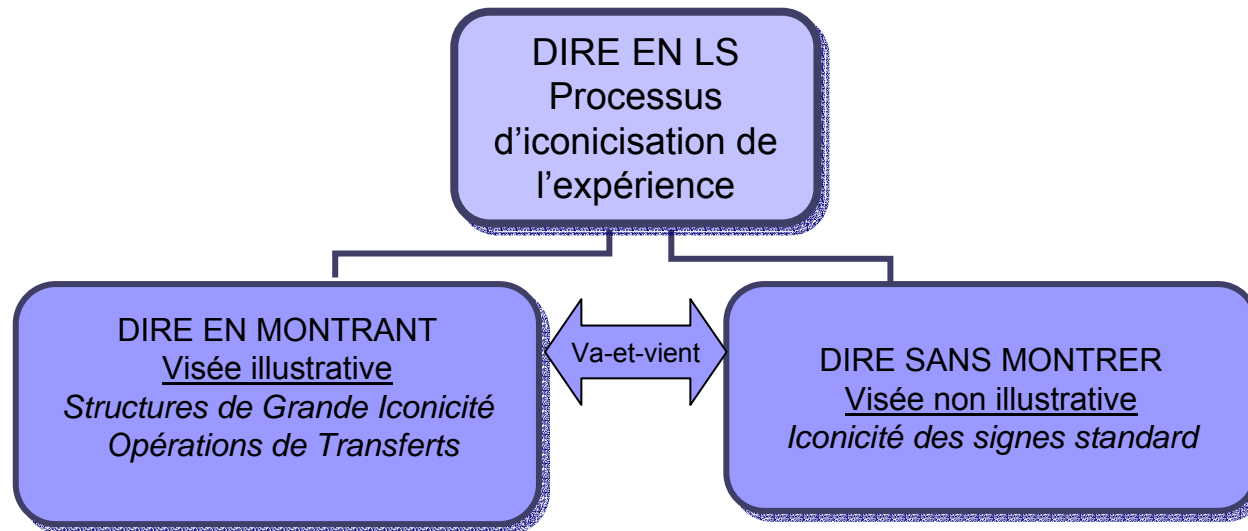 DIRE EN LS
Processus
d’iconicisation de
l’expérience
DIRE EN MONTRANT
Visée illustrative
Structures de Grande Iconicité
Opérations de Transferts
Va-et-vient
DIRE SANS MONTRER
Visée non illustrative
Iconicité des signes standard